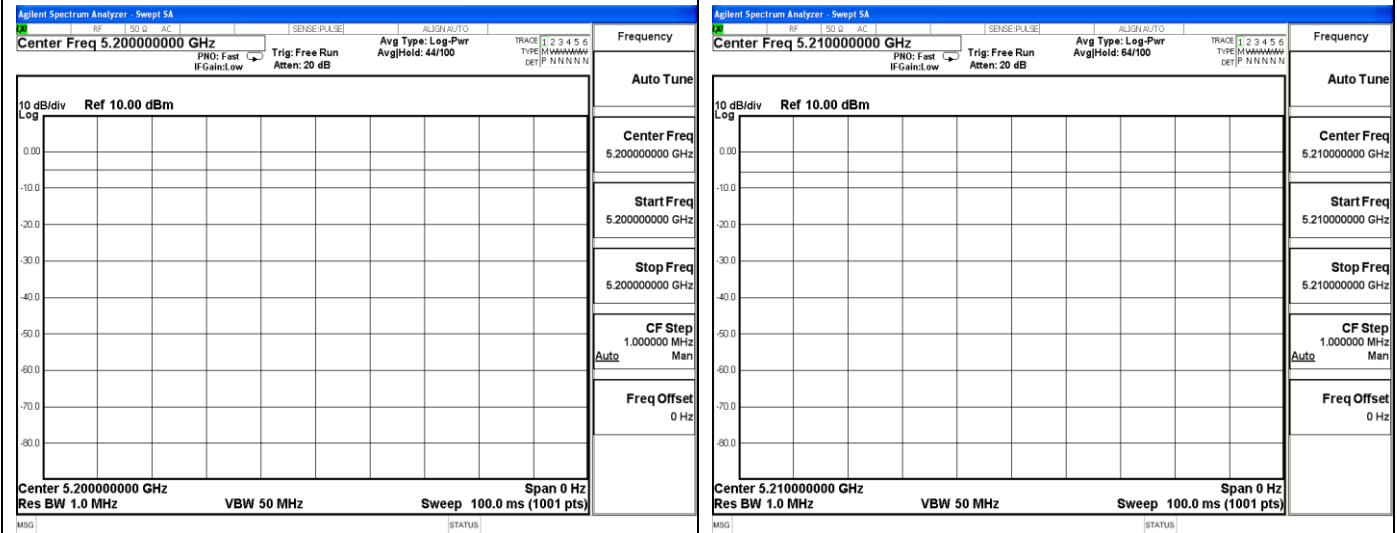 Agilent Spectrum Analyzer - Swept SA
RF 50 Ω AC SENSE:PULSE ALIGN AUTO
Center Freq 5.200000000 GHz
PNO: Fast
IFGain:Low
Trig: Free Run
Atten: 20 dB
Avg Type: Log-Pwr
Avg|Hold: 44/100
TRACE 1 2 3 4 5 6
TYPE M WWWWW
DET P N N N N N
10 dB/div Ref 10.00 dBm
Log
0.00
-10.0
-20.0
-30.0
-40.0
-50.0
-60.0
-70.0
-80.0
Center 5.200000000 GHz Span 0 Hz
Res BW 1.0 MHz VBW 50 MHz Sweep 100.0 ms (1001 pts)
MSG STATUS
Frequency
Auto Tune
Center Freq
5.200000000 GHz
Start Freq
5.200000000 GHz
Stop Freq
5.200000000 GHz
CF Step
1.000000 MHz
Auto Man
Freq Offset
0 Hz
Agilent Spectrum Analyzer - Swept SA
RF 50 Ω AC SENSE:PULSE ALIGN AUTO
Center Freq 5.210000000 GHz
PNO: Fast
IFGain:Low
Trig: Free Run
Atten: 20 dB
Avg Type: Log-Pwr
Avg|Hold: 64/100
TRACE 1 2 3 4 5 6
TYPE M WWWWW
DET P N N N N N
10 dB/div Ref 10.00 dBm
Log
0.00
-10.0
-20.0
-30.0
-40.0
-50.0
-60.0
-70.0
-80.0
Center 5.210000000 GHz Span 0 Hz
Res BW 1.0 MHz VBW 50 MHz Sweep 100.0 ms (1001 pts)
MSG STATUS
Frequency
Auto Tune
Center Freq
5.210000000 GHz
Start Freq
5.210000000 GHz
Stop Freq
5.210000000 GHz
CF Step
1.000000 MHz
Auto Man
Freq Offset
0 Hz